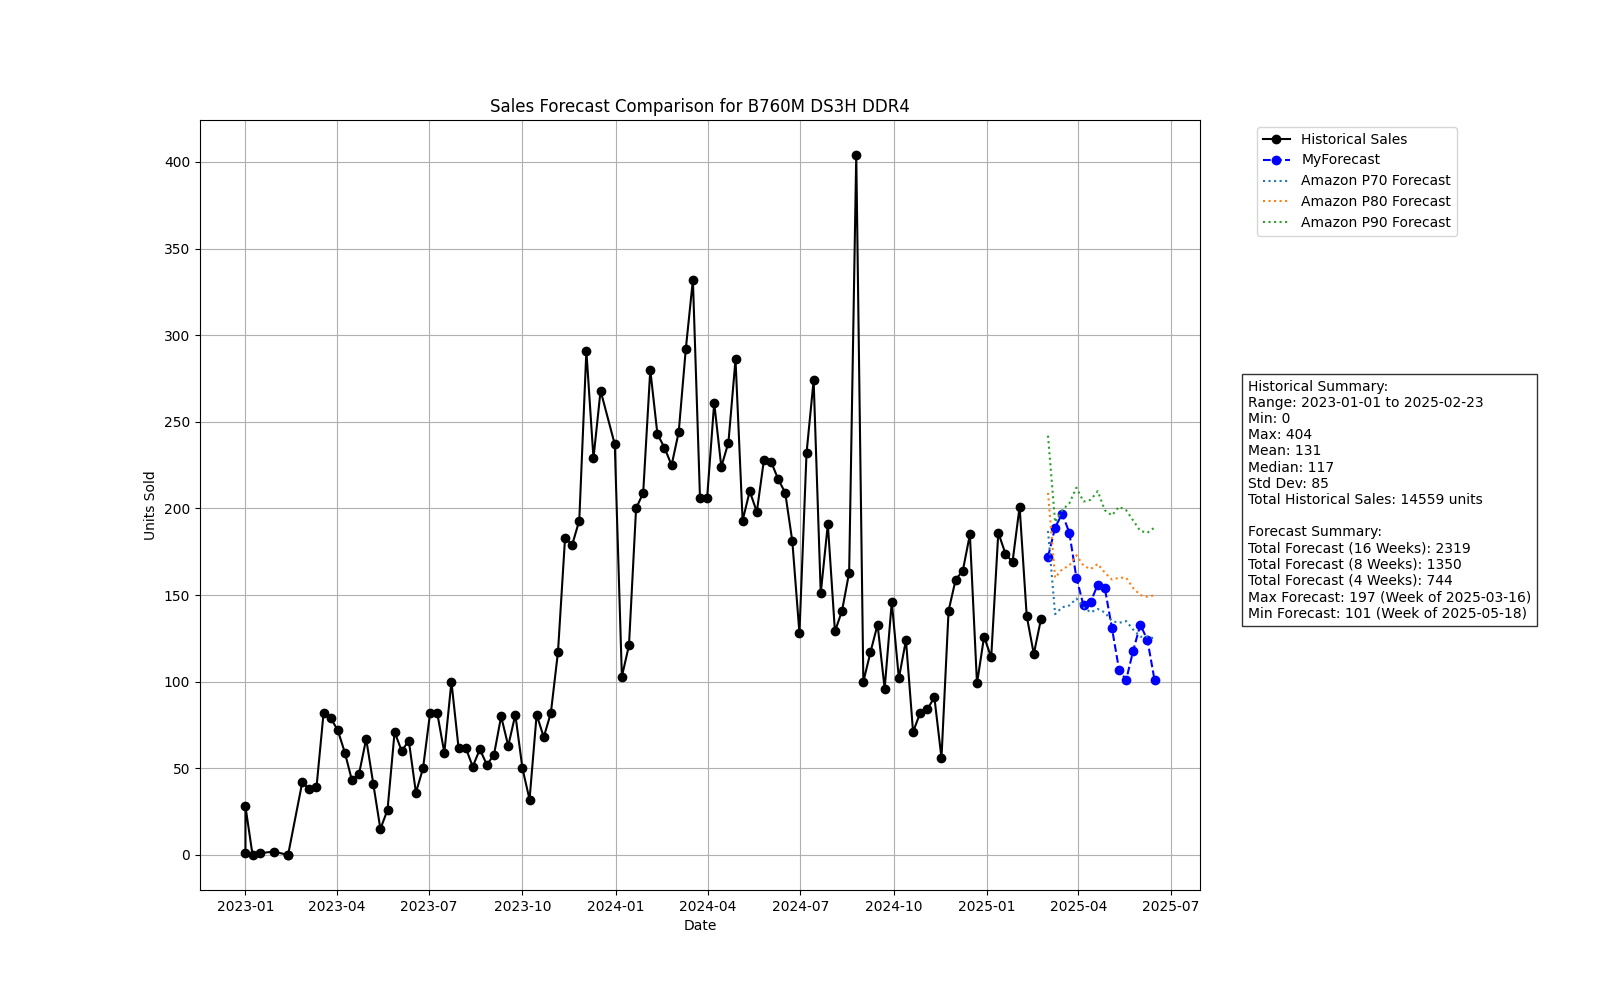 Sales Forecast Comparison for B760M DS3H DDR4
Historical Sales
MyForecast
Amazon P70 Forecast
Amazon P80 Forecast
Amazon P90 Forecast
400
350
300
250
200
150
100
50
0
Units Sold
2023-01
2023-04
2023-07
2023-10
2024-01
2024-04
2024-07
2024-10
2025-01
2025-04
2025-07
Date
Historical Summary:
Range: 2023-01-01 to 2025-02-23
Min: 0
Max: 404
Mean: 131
Median: 117
Std Dev: 85
Total Historical Sales: 14559 units
Forecast Summary:
Total Forecast (16 Weeks): 2319
Total Forecast (8 Weeks): 1350
Total Forecast (4 Weeks): 744
Max Forecast: 197 (Week of 2025-03-16)
Min Forecast: 101 (Week of 2025-05-18)